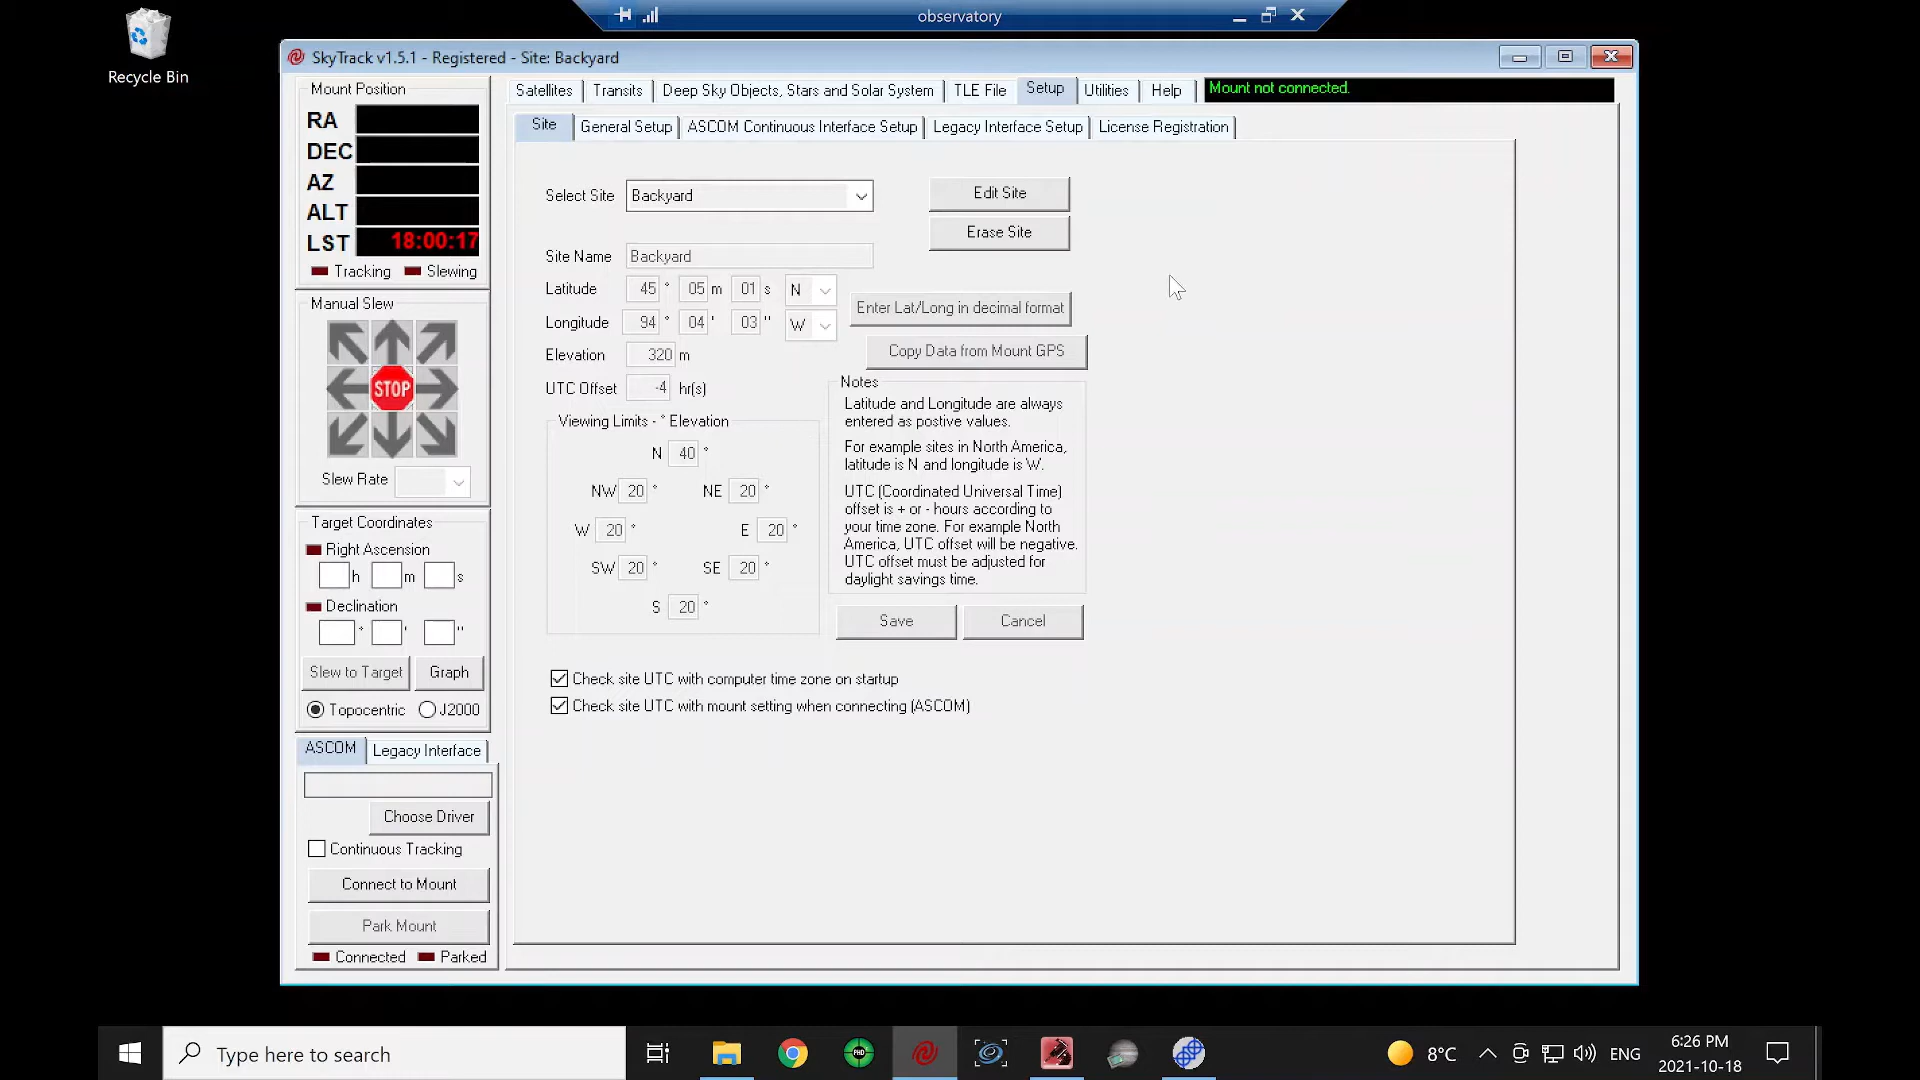 observatory
Recycle Bin
SkyTrack v1.5.1 - Registered - Site: Backyard
Mount Position
RA
DEC
AZ
ALT
LST 18:00:17
Tracking Slewing
Manual Slew
STOP
Slew Rate
Target Coordinates
Right Ascension
h m s
Declination
° ' "
Slew to Target Graph
Topocentric J2000
ASCOM Legacy Interface
Choose Driver
Continuous Tracking
Connect to Mount
Park Mount
Connected Parked
Satellites Transits Deep Sky Objects, Stars and Solar System TLE File Setup Utilities Help
Mount not connected.
Site General Setup ASCOM Continuous Interface Setup Legacy Interface Setup License Registration
Select Site Backyard
Edit Site
Erase Site
Site Name Backyard
Latitude 45 ° 05 m 01 s N
Longitude 94 ° 04 ' 03 " W
Enter Lat/Long in decimal format
Copy Data from Mount GPS
Elevation 320 m
UTC Offset -4 hr(s)
Viewing Limits - ° Elevation
N 40 °
NW 20 ° NE 20 °
W 20 ° E 20 °
SW 20 ° SE 20 °
S 20 °
Notes
Latitude and Longitude are always
entered as postive values.
For example sites in North America,
latitude is N and longitude is W.
UTC (Coordinated Universal Time)
offset is + or - hours according to
your time zone. For example North
America, UTC offset will be negative.
UTC offset must be adjusted for
daylight savings time.
Save Cancel
Check site UTC with computer time zone on startup
Check site UTC with mount setting when connecting (ASCOM)
Type here to search
PHD
8°C
ENG
6:26 PM
2021-10-18